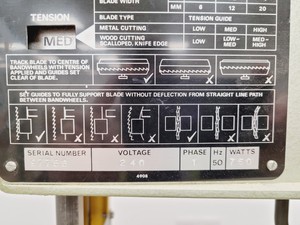 BLADE WIDTH
MM 6 12 20
TENSION
BLADE TYPE TENSION GUIDE
MED
METAL CUTTING LOW MED HIGH
WOOD CUTTING LOW LOW– MED–
SCALLOPED, KNIFE EDGE MED HIGH
TRACK BLADE TO CENTRE OF
BANDWHEELS WITH TENSION
APPLIED AND GUIDES SET
CLEAR OF BLADE.
SET GUIDES TO FULLY SUPPORT BLADE WITHOUT DEFLECTION FROM STRAIGHT LINE PATH
BETWEEN BANDWHEELS.
SERIAL NUMBER VOLTAGE PHASE Hz WATTS
240 1 50 750